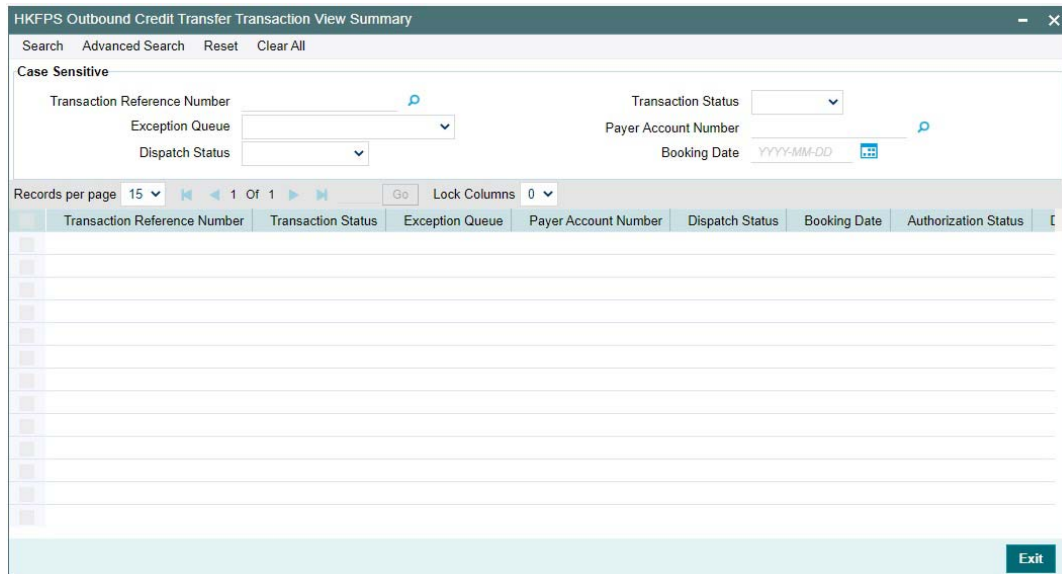 HKFPS Outbound Credit Transfer Transaction View Summary
Search Advanced Search Reset Clear All
Case Sensitive
Transaction Reference Number Transaction Status
Exception Queue Payer Account Number
Dispatch Status Booking Date YYYY-MM-DD
Records per page 15 1 Of 1 Go Lock Columns 0
Transaction Reference Number Transaction Status Exception Queue Payer Account Number Dispatch Status Booking Date Authorization Status
Exit